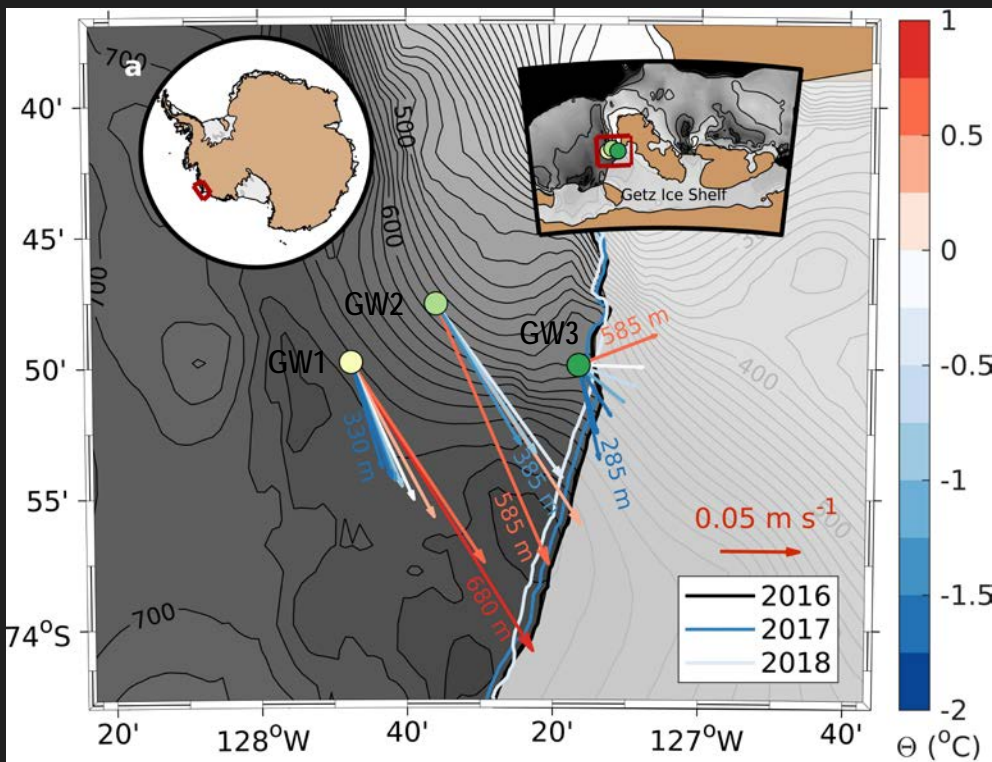 a
700
500
600
700
700
400
Getz Ice Shelf
GW1
GW2
GW3
330 m
385 m
585 m
680 m
585 m
285 m
0.05 m s⁻¹
2016
2017
2018
40'
45'
50'
55'
74°S
20'
128°W
40'
20'
127°W
40'
1
0.5
0
-0.5
-1
-1.5
-2
Θ (°C)